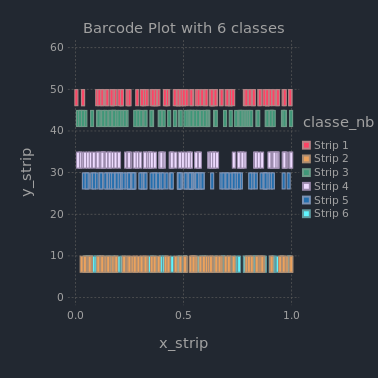 Barcode Plot with 6 classes
60
50
40
30
20
10
0
y_strip
0.0
0.5
1.0
x_strip
classe_nb
Strip 1
Strip 2
Strip 3
Strip 4
Strip 5
Strip 6